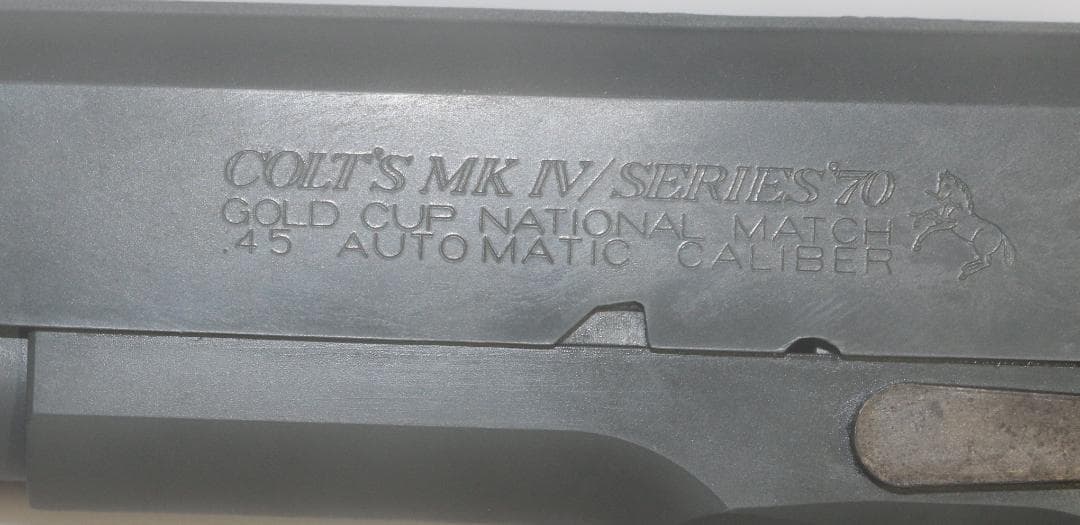 COLT'S MK IV/SERIES '70
GOLD CUP NATIONAL MATCH
.45 AUTOMATIC CALIBER